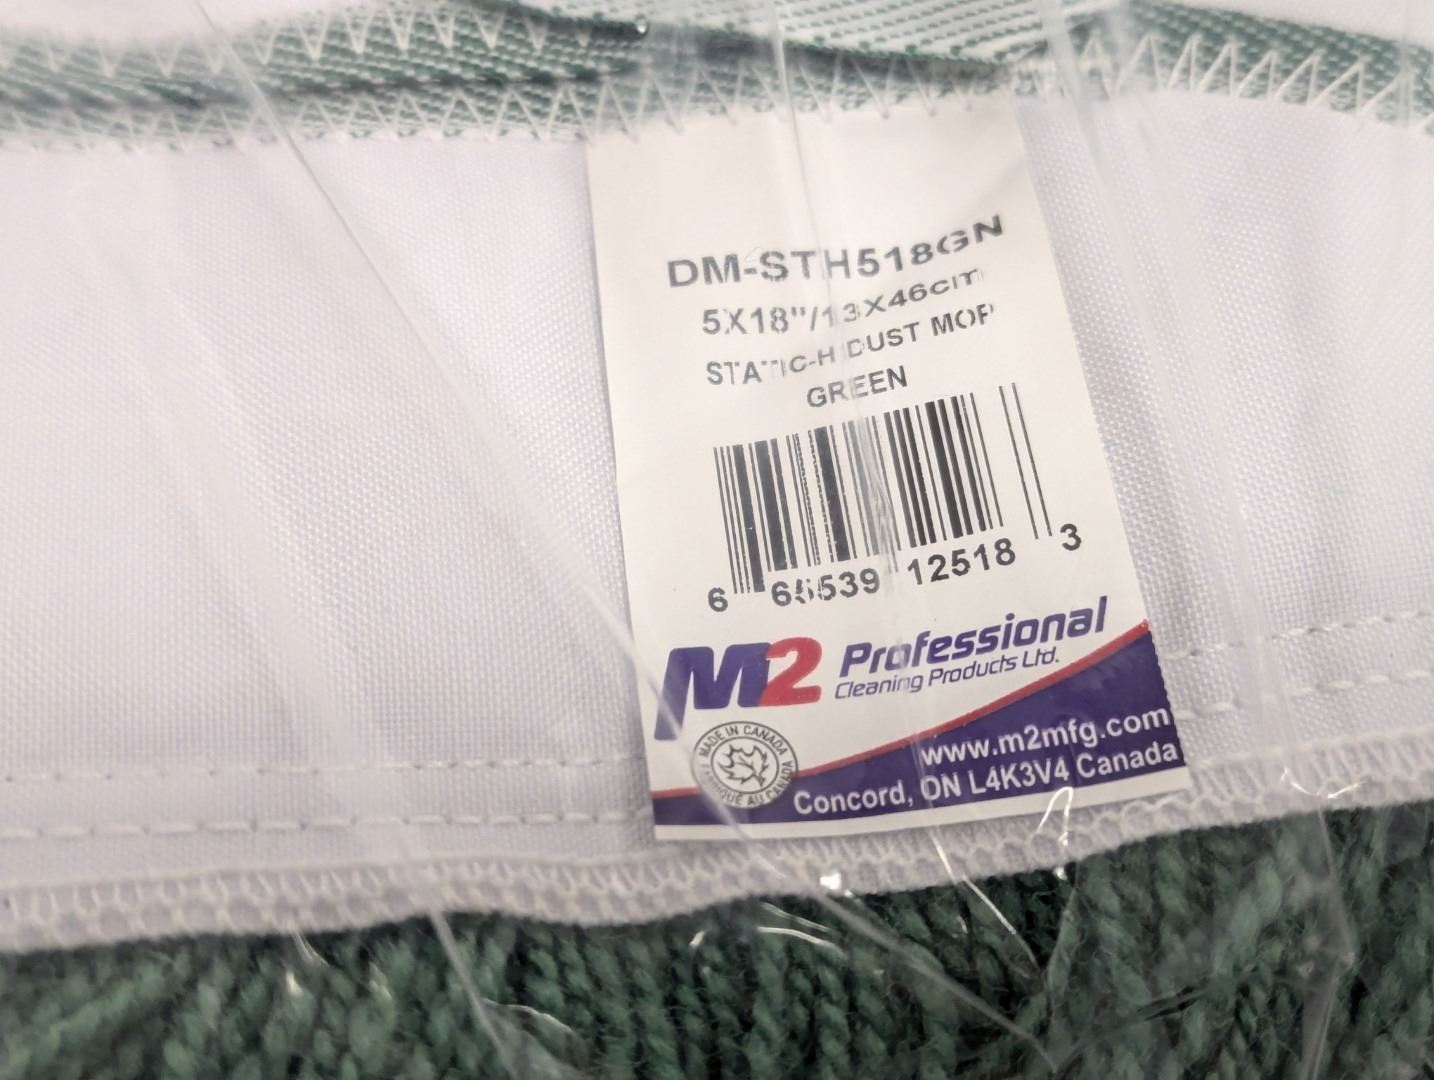 DM-STH518GN
5X18"/13X46cm
STATIC-H DUST MOP
GREEN
6 65539 12518 3
M2 Professional
Cleaning Products Ltd.
MADE IN CANADA
FABRIQUÉ AU CANADA
www.m2mfg.com
Concord, ON L4K3V4 Canada